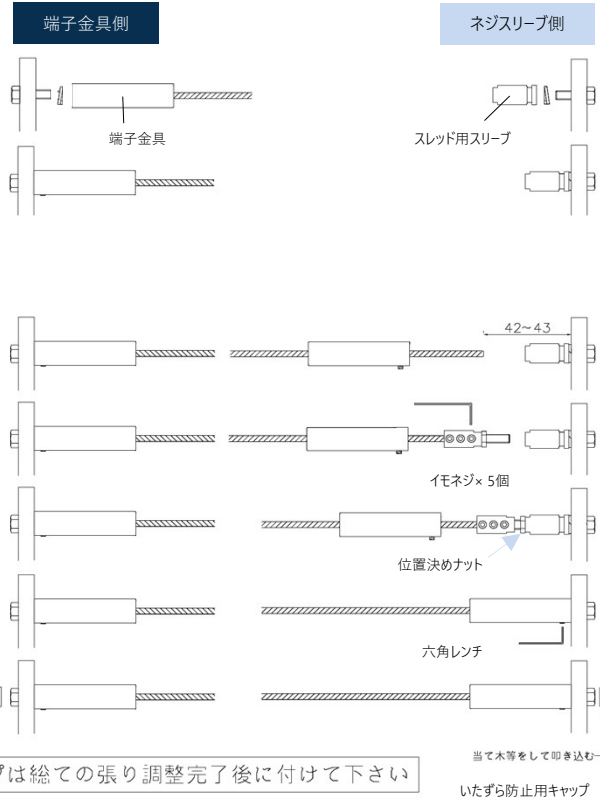 端子金具側
ネジスリーブ側
端子金具
スレッド用スリーブ
42~43
イモネジ× 5個
位置決めナット
六角レンチ
当て木等をして叩き込む
プは総ての張り調整完了後に付けて下さい
いたずら防止用キャップ